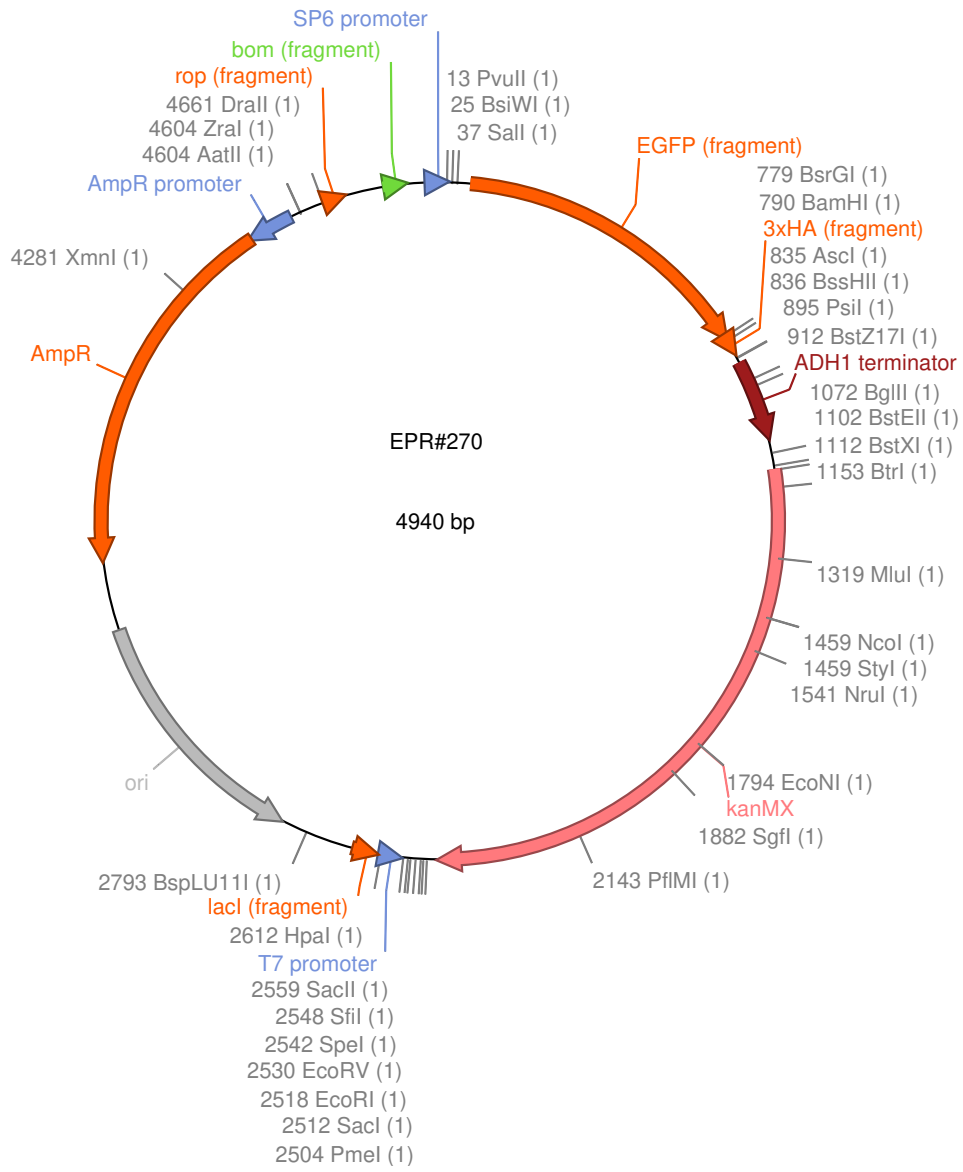 SP6 promoter
bom (fragment)
rop (fragment)
4661 DraII (1)
4604 ZraI (1)
4604 AatII (1)
AmpR promoter
4281 XmnI (1)
AmpR
13 PvuII (1)
25 BsiWI (1)
37 SalI (1)
EGFP (fragment)
779 BsrGI (1)
790 BamHI (1)
3xHA (fragment)
835 AscI (1)
836 BssHII (1)
895 PsiI (1)
912 BstZ17I (1)
ADH1 terminator
1072 BglII (1)
1102 BstEII (1)
1112 BstXI (1)
1153 BtrI (1)
EPR#270
4940 bp
1319 MluI (1)
1459 NcoI (1)
1459 StyI (1)
1541 NruI (1)
1794 EcoNI (1)
kanMX
1882 SgfI (1)
2143 PflMI (1)
ori
2793 BspLU11I (1)
lacI (fragment)
2612 HpaI (1)
T7 promoter
2559 SacII (1)
2548 SfiI (1)
2542 SpeI (1)
2530 EcoRV (1)
2518 EcoRI (1)
2512 SacI (1)
2504 PmeI (1)